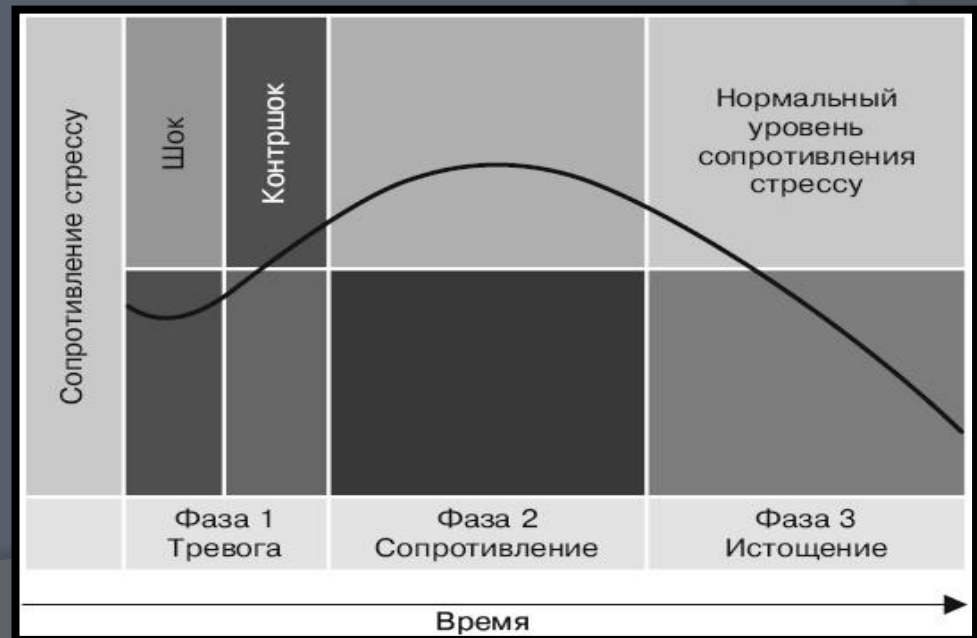 Сопротивление стрессу
Шок
Контршок
Нормальный
уровень
сопротивления
стрессу
Фаза 1
Тревога
Фаза 2
Сопротивление
Фаза 3
Истощение
Время